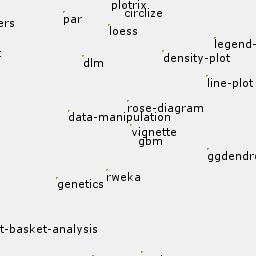 plotrix
circlize
par
ers
loess
legend-
density-plot
dlm
line-plot
rose-diagram
data-manipulation
vignette
gbm
ggdendro
rweka
genetics
t-basket-analysis